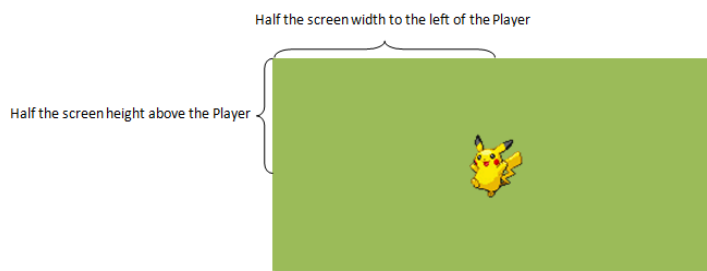 Half the screen width to the left of the Player
Half the screen height above the Player